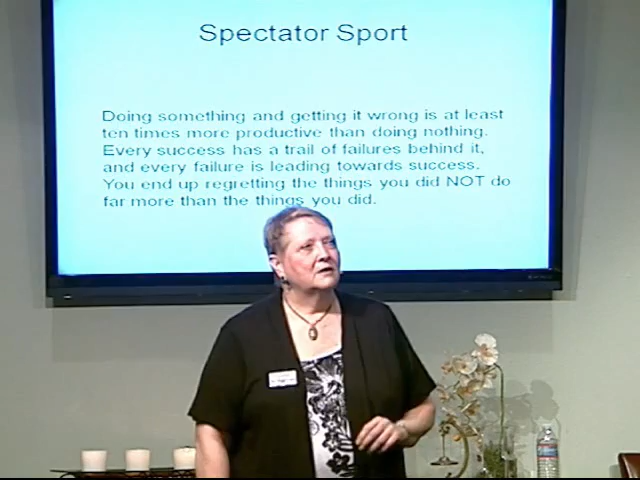 Spectator Sport
Doing something and getting it wrong is at least
ten times more productive than doing nothing.
Every success has a trail of failures behind it,
and every failure is leading towards success.
You end up regretting the things you did NOT do
far more than the things you did.